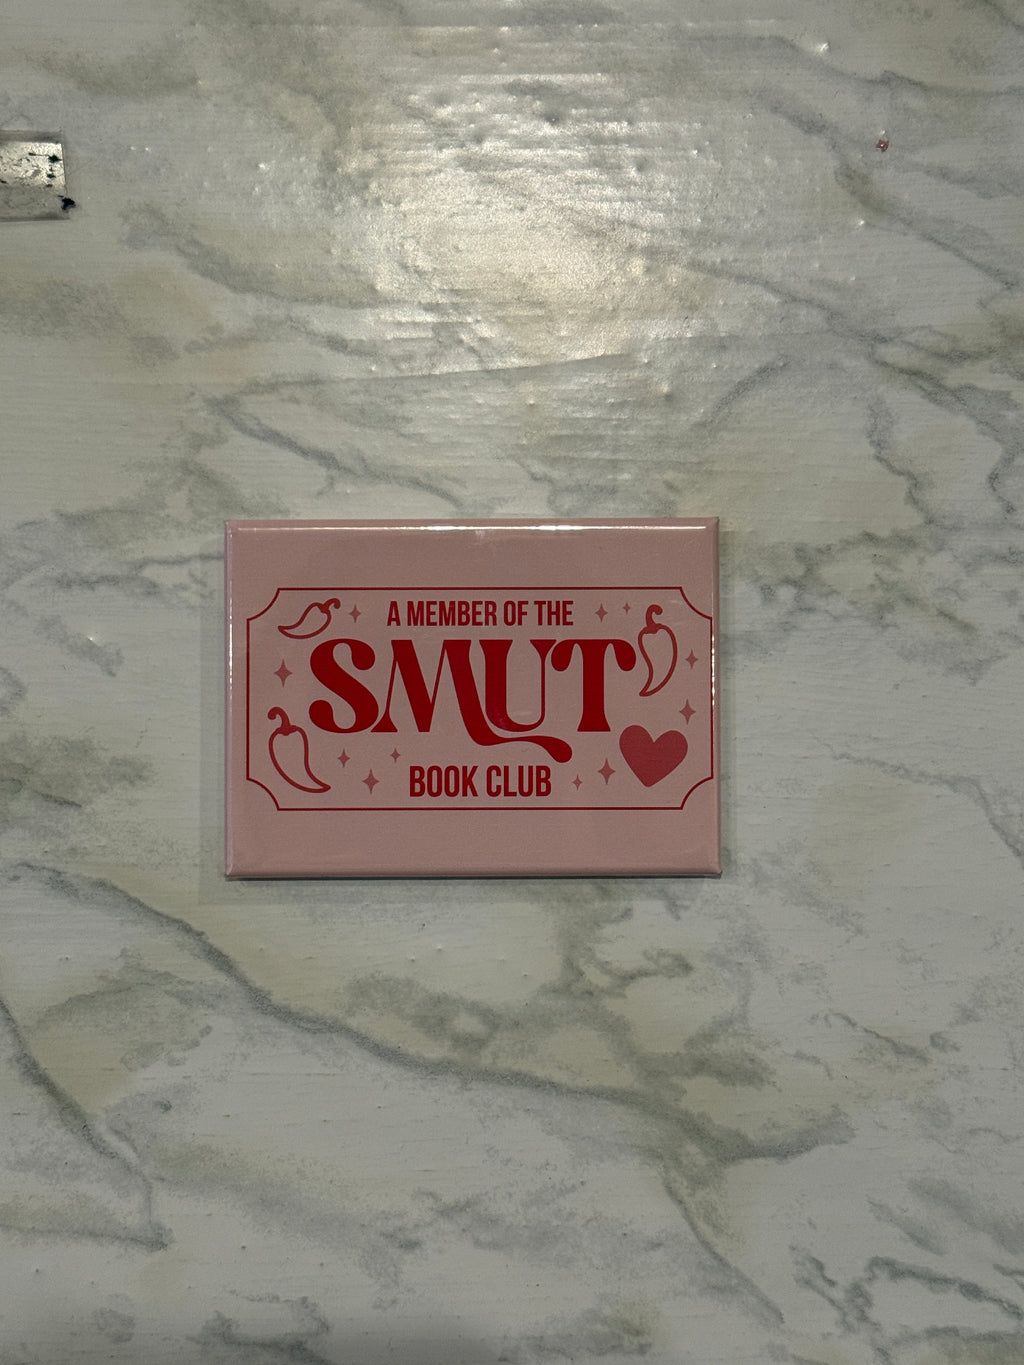 A MEMBER OF THE
SMUT
BOOK CLUB